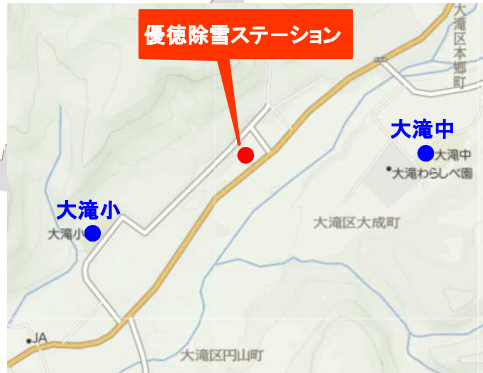 優徳除雪ステーション
大滝区本郷町
大滝中
大滝中
大滝わらしべ園
大滝小
大滝小
大滝区大成町
JA
大滝区円山町